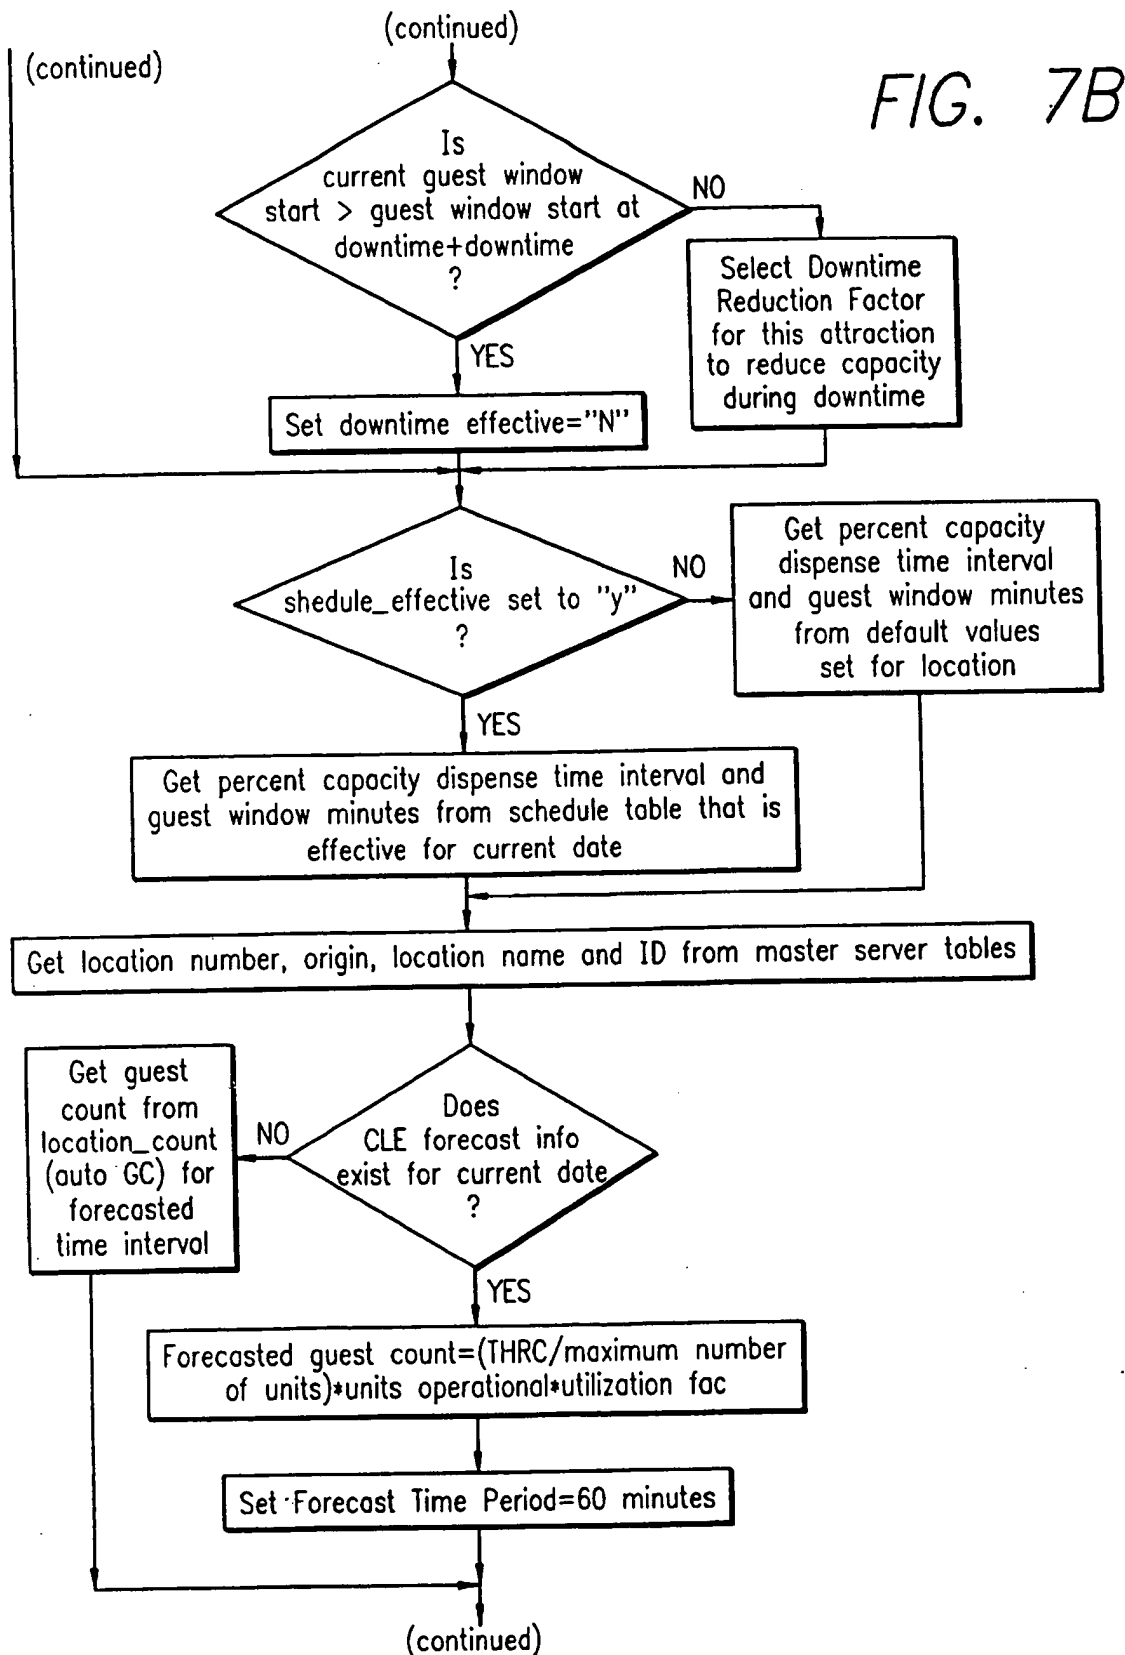 (continued)
(continued)
FIG. 7B
Is
current guest window
start > guest window start at
downtime+downtime
?
NO
Select Downtime
Reduction Factor
for this attraction
to reduce capacity
during downtime
YES
Set downtime effective="N"
Is
shedule_effective set to "y"
?
NO
Get percent capacity
dispense time interval
and guest window minutes
from default values
set for location
YES
Get percent capacity dispense time interval and
guest window minutes from schedule table that is
effective for current date
Get location number, origin, location name and ID from master server tables
Does
CLE forecast info
exist for current date
?
NO
Get guest
count from
location_count
(auto GC) for
forecasted
time interval
YES
Forecasted guest count=(THRC/maximum number
of units)*units operational*utilization fac
Set Forecast Time Period=60 minutes
(continued)